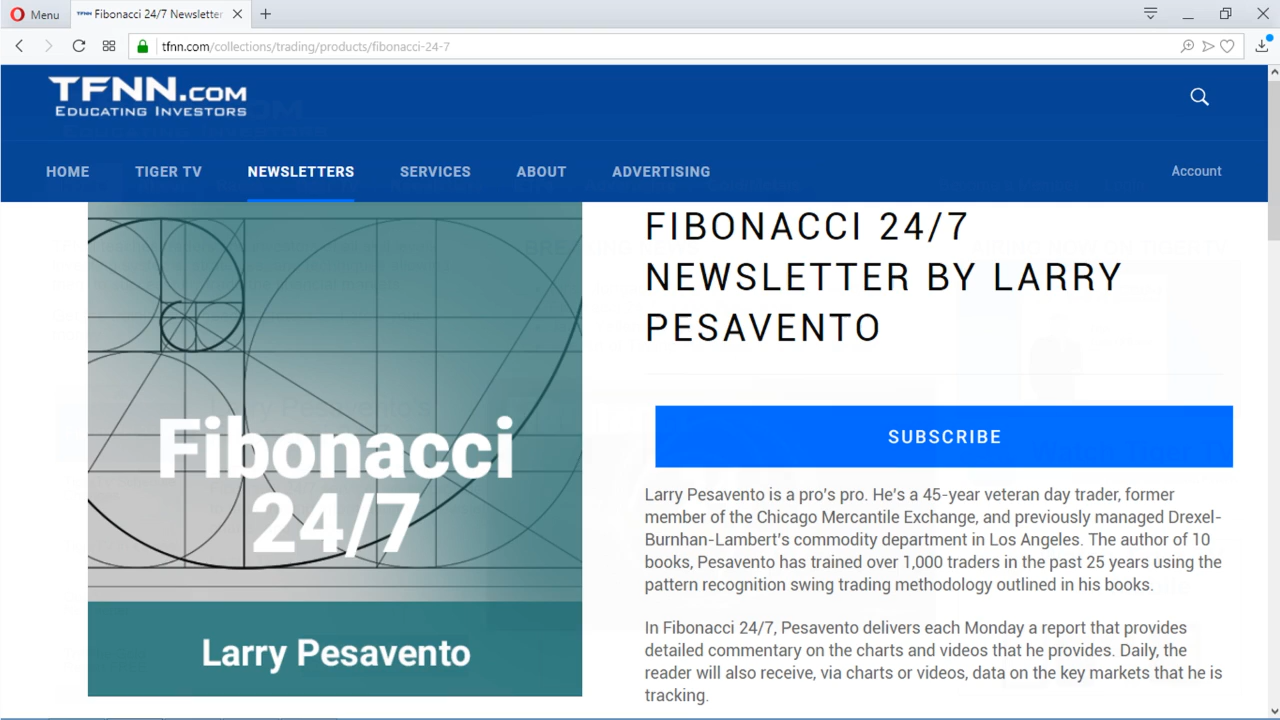 Menu
Fibonacci 24/7 Newsletter
tfnn.com/collections/trading/products/fibonacci-24-7
TFNN.COM
EDUCATING INVESTORS
HOME
TIGER TV
NEWSLETTERS
SERVICES
ABOUT
ADVERTISING
Account
Fibonacci
24/7
Larry Pesavento
FIBONACCI 24/7
NEWSLETTER BY LARRY
PESAVENTO
SUBSCRIBE
Larry Pesavento is a pro's pro. He's a 45-year veteran day trader, former
member of the Chicago Mercantile Exchange, and previously managed Drexel-
Burnhan-Lambert's commodity department in Los Angeles. The author of 10
books, Pesavento has trained over 1,000 traders in the past 25 years using the
pattern recognition swing trading methodology outlined in his books.
In Fibonacci 24/7, Pesavento delivers each Monday a report that provides
detailed commentary on the charts and videos that he provides. Daily, the
reader will also receive, via charts or videos, data on the key markets that he is
tracking.